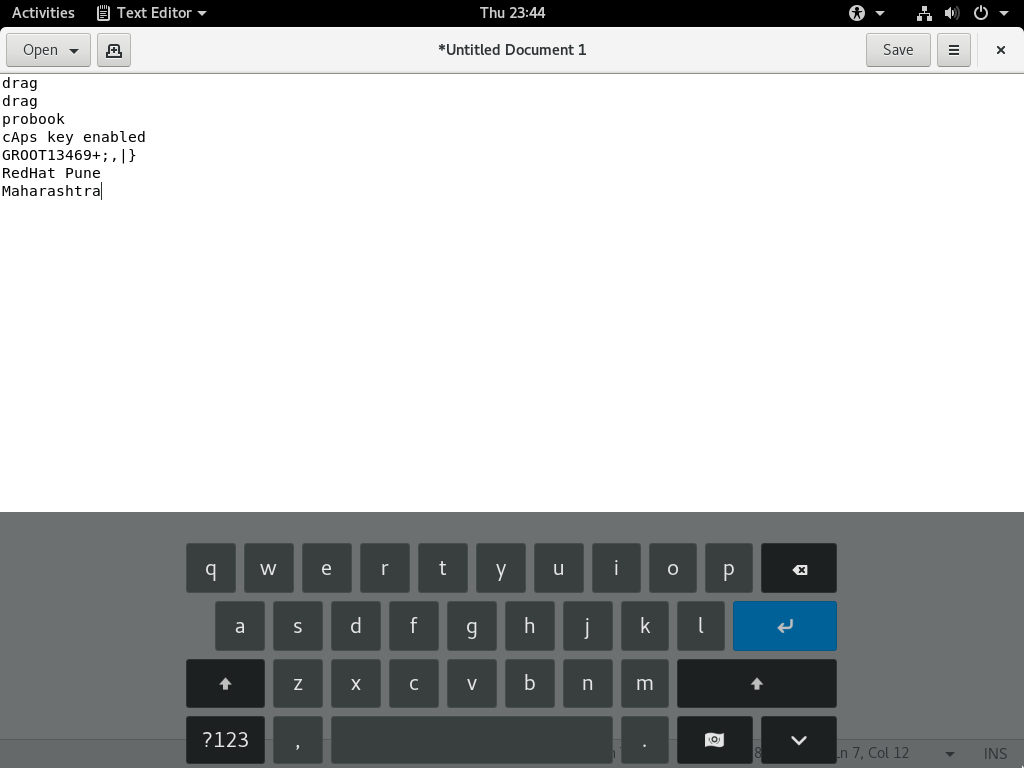 Activities Text Editor Thu 23:44
Open *Untitled Document 1 Save
drag
drag
probook
cAps key enabled
GROOT13469+;,|}
RedHat Pune
Maharashtra
q w e r t y u i o p
a s d f g h j k l
z x c v b n m
?123 , .
Ln 7, Col 12 INS